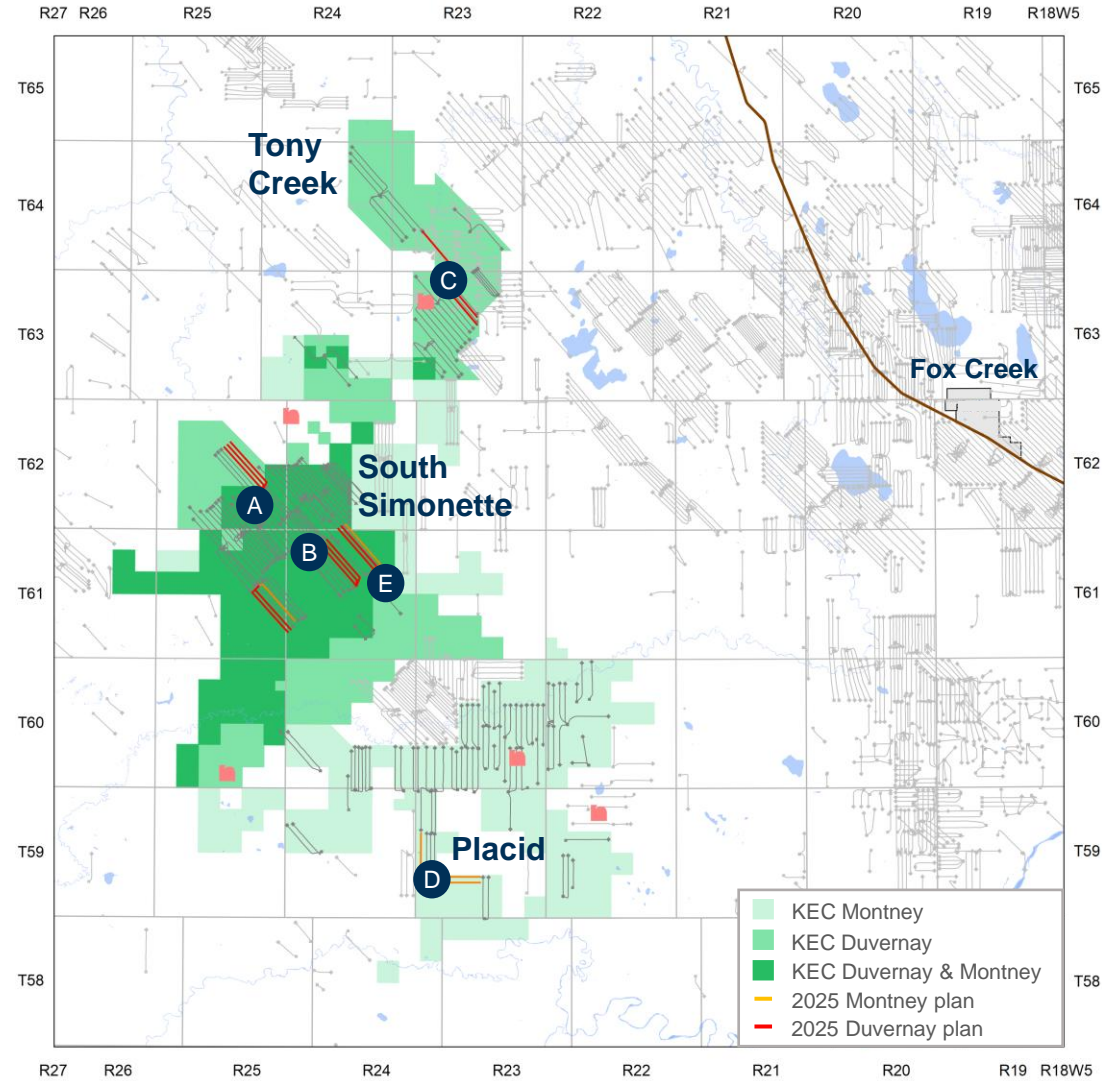 R27 R26 R25 R24 R23 R22 R21 R20 R19 R18W5
T65 T65
Tony
Creek
T64 T64
C
T63 T63
Fox Creek
T62 T62
South
Simonette
A
B
E
T61 T61
T60 T60
Placid
T59 T59
D
KEC Montney
KEC Duvernay
KEC Duvernay & Montney
2025 Montney plan
2025 Duvernay plan
T58 T58
R27 R26 R25 R24 R23 R22 R21 R20 R19 R18W5